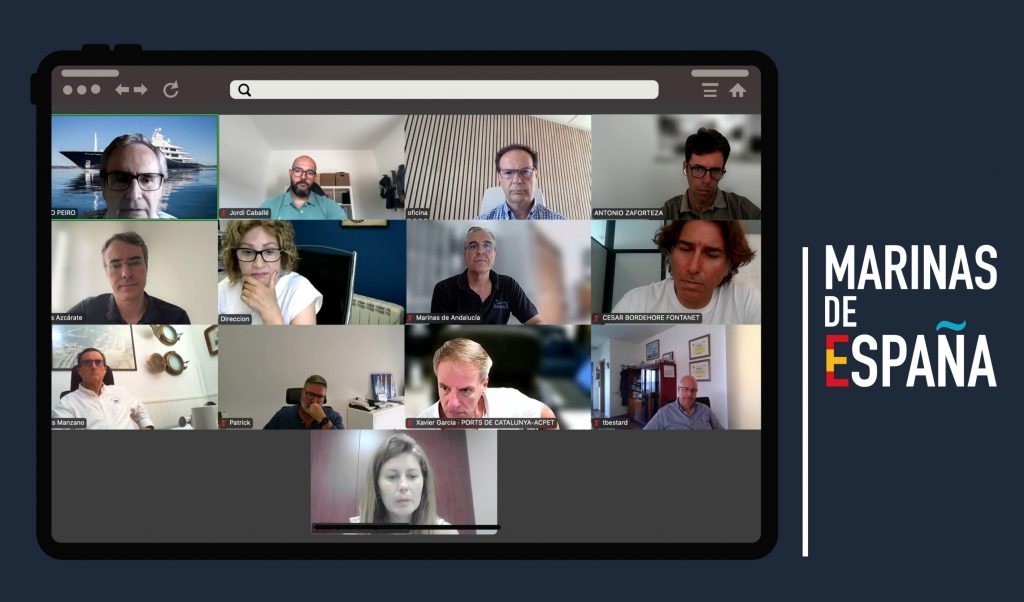 O PEIRO
Jordi Caballé
oficina
ANTONIO ZAFORTEZA
s Azcárate
Direccion
Marinas de Andalucía
CESAR BORDEHORE FONTANET
s Manzano
Patrick
Xavier Garcia - PORTS DE CATALUNYA-ACPET
tbestard
MARINAS
DE
ESPAÑA